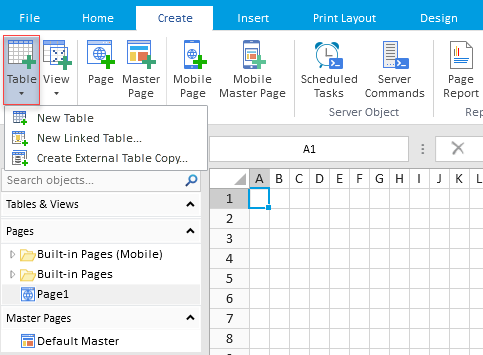 File Home Create Insert Print Layout Design
Table View Page Master Page Mobile Page Mobile Master Page Scheduled Tasks Server Commands Page Report
Server Object Rep
New Table
New Linked Table...
Create External Table Copy...
A1
Search objects...
A B C D E F G H I J K L
Tables & Views
Pages
Built-in Pages (Mobile)
Built-in Pages
Page1
Master Pages
Default Master
1
2
3
4
5
6
7
8